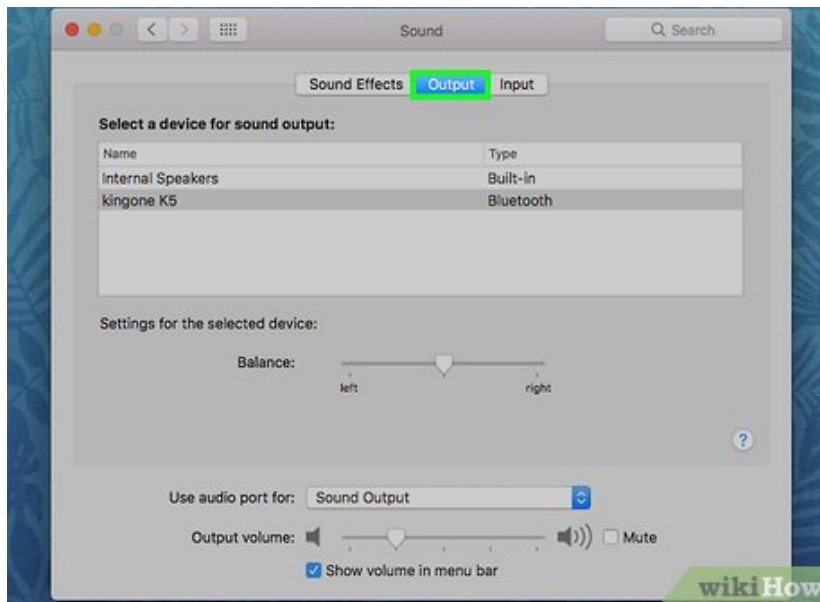 Sound
Search
Sound Effects Output Input
Select a device for sound output:
Name Type
Internal Speakers Built-in
kingone K5 Bluetooth
Settings for the selected device:
Balance:
left right
?
Use audio port for: Sound Output
Output volume: Mute
Show volume in menu bar
wikiHow